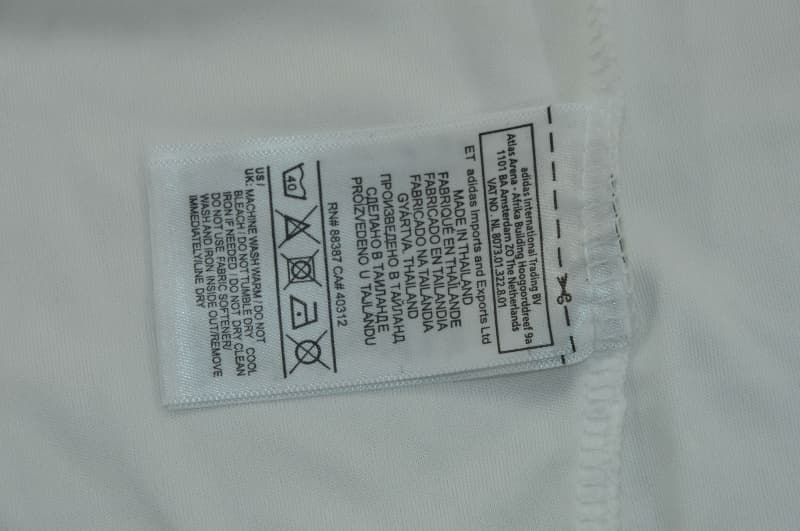 adidas International Trading BV
Atlas Arena - Afrika Building Hoogoorddreef 9a
1101 BA Amsterdam ZO The Netherlands
VAT NO.: NL 8073.01.322.B.01
ET adidas Imports and Exports Ltd
MADE IN THAILAND
FABRIQUÉ EN THAÏLANDE
FABRICADO EN TAILANDIA
FABRICADO NA TAILÂNDIA
GYÁRTVA: THAILAND
ПРОИЗВЕДЕНО В ТАЙЛАНД
СДЕЛАНО В ТАИЛАНДЕ
PROIZVEDENO U TAJLANDU
RN# 88387 CA# 40312
40
US /
UK: MACHINE WASH WARM / DO NOT
BLEACH / DO NOT TUMBLE DRY COOL
IRON IF NEEDED / DO NOT DRY CLEAN
DO NOT USE FABRIC SOFTENER/
WASH AND IRON INSIDE OUT/REMOVE
IMMEDIATELY/LINE DRY